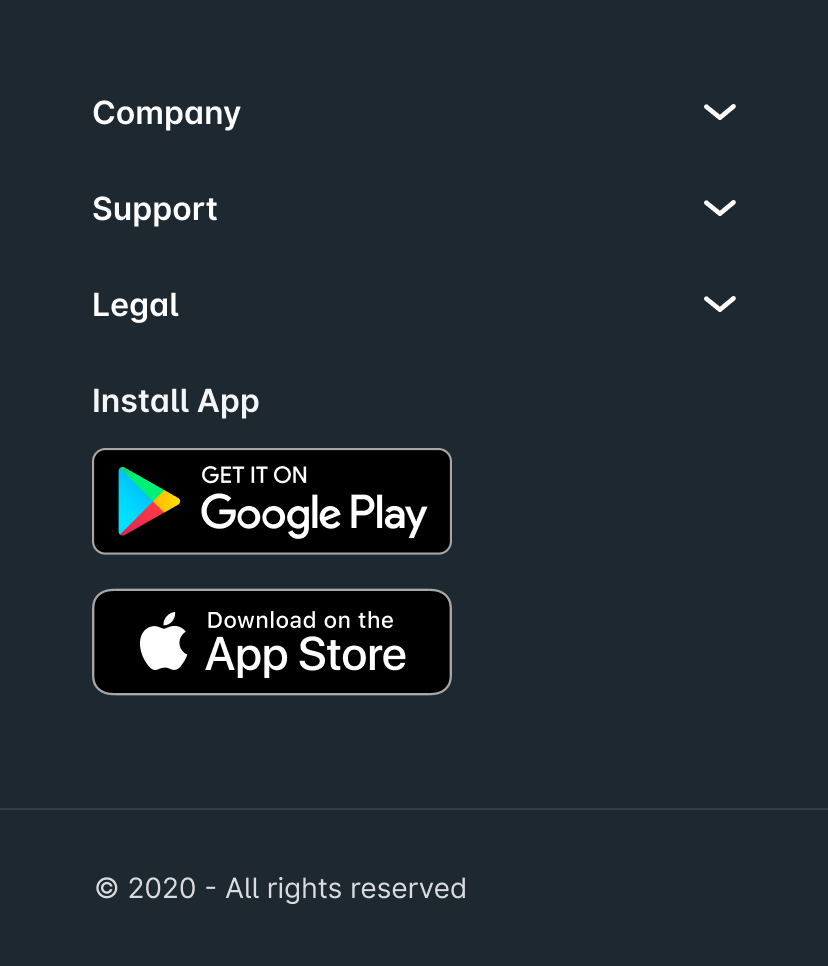 Company
Support
Legal
Install App
GET IT ON
Google Play
Download on the
App Store
© 2020 - All rights reserved